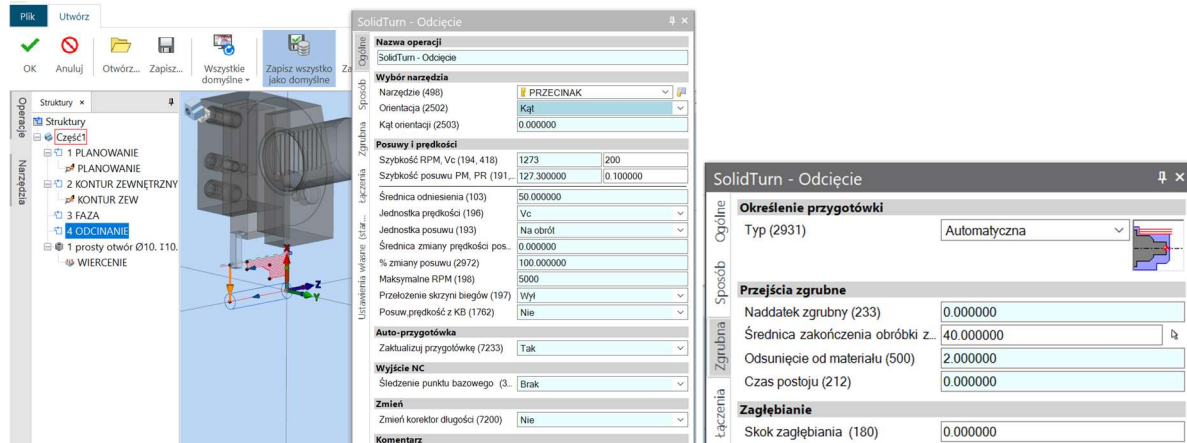 Plik Utwórz
OK Anuluj Otwórz... Zapisz... Wszystkie domyślne Zapisz wszystko jako domyślne Za
Struktury
Operacje
Narzędzia
Struktury
Część1
1 PLANOWANIE
PLANOWANIE
2 KONTUR ZEWNĘTRZNY
KONTUR ZEW
3 FAZA
4 ODCINANIE
1 prosty otwór Ø10. ‡10.
WIERCENIE
X
Z
Y
SolidTurn - Odcięcie
Ogólne
Sposób
Zgrubna
Łączenia
Ustawienia własne (star...
Nazwa operacji
SolidTurn - Odcięcie
Wybór narzędzia
Narzędzie (498) PRZECINAK
Orientacja (2502) Kąt
Kąt orientacji (2503) 0.000000
Posuwy i prędkości
Szybkość RPM, Vc (194, 418) 1273 200
Szybkość posuwu PM, PR (191,... 127.300000 0.100000
Średnica odniesienia (103) 50.000000
Jednostka prędkości (196) Vc
Jednostka posuwu (193) Na obrót
Średnica zmiany prędkości pos... 0.000000
% zmiany posuwu (2972) 100.000000
Maksymalne RPM (198) 5000
Przełożenie skrzyni biegów (197) Wył
Posuw,prędkość z KB (1762) Nie
Auto-przygotówka
Zaktualizuj przygotówkę (7233) Tak
Wyjście NC
Śledzenie punktu bazowego (3... Brak
Zmień
Zmień korektor długości (7200) Nie
Komentarz
SolidTurn - Odcięcie
Ogólne
Sposób
Zgrubna
Łączenia
Określenie przygotówki
Typ (2931) Automatyczna
Przejścia zgrubne
Naddatek zgrubny (233) 0.000000
Średnica zakończenia obróbki z... 40.000000
Odsunięcie od materiału (500) 2.000000
Czas postoju (212) 0.000000
Zagłębianie
Skok zagłębiania (180) 0.000000